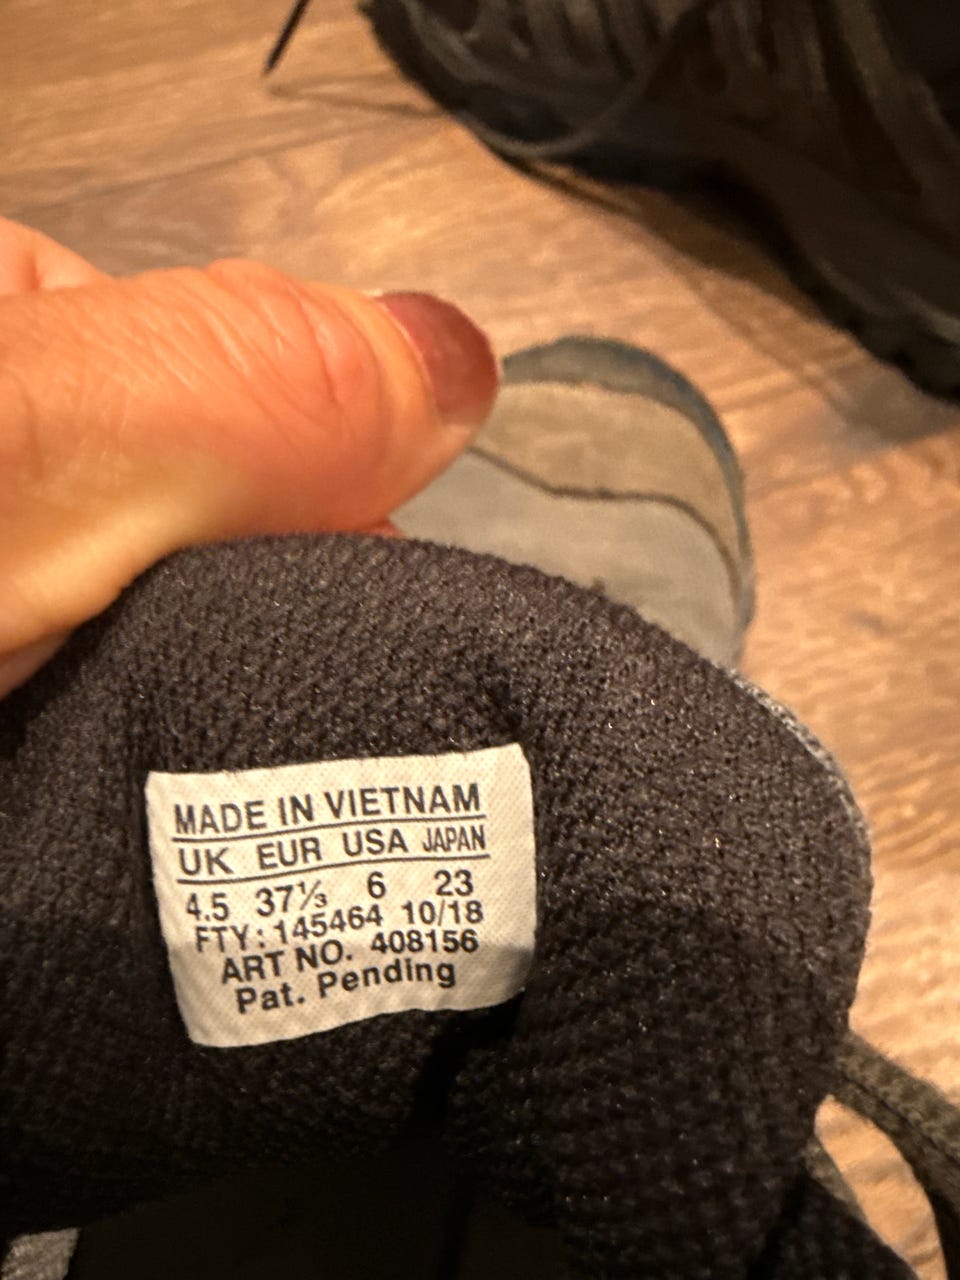 MADE IN VIETNAM
UK EUR USA JAPAN
4.5 37⅓ 6 23
FTY: 145464 10/18
ART NO. 408156
Pat. Pending